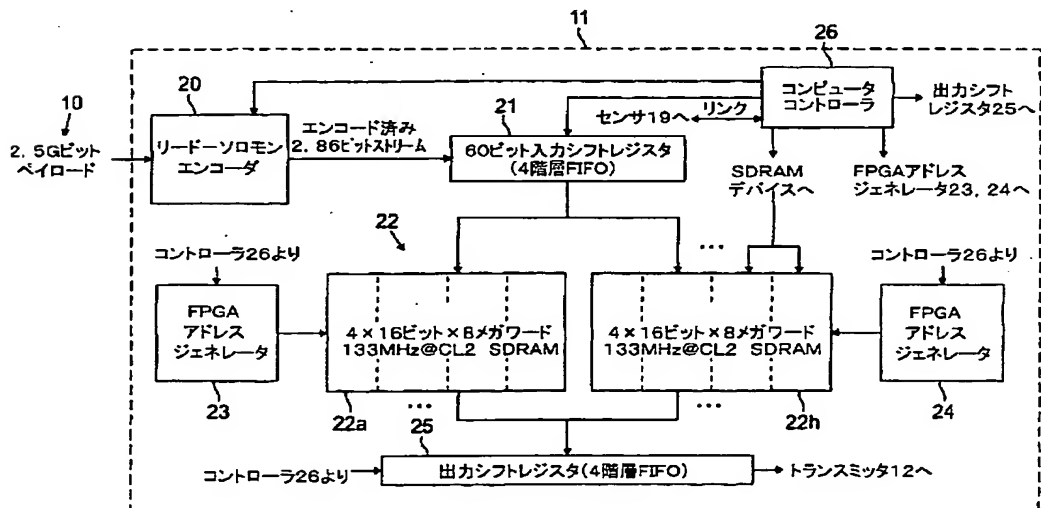 11
26
10
20
2. 5Gビット
ペイロード
リードーソロモン
エンコーダ
エンコード済み
2. 86ビットストリーム
21
60ビット入力シフトレジスタ
(4階層FIFO)
センサ19へ
リンク
コンピュータ
コントローラ
出力シフト
レジスタ25へ
SDRAM
デバイスへ
FPGAアドレス
ジェネレータ23, 24へ
22
コントローラ26より
FPGA
アドレス
ジェネレータ
23
4×16ビット×8メガワード
133MHz@CL2 SDRAM
22a
...
...
4×16ビット×8メガワード
133MHz@CL2 SDRAM
...
22h
コントローラ26より
FPGA
アドレス
ジェネレータ
24
25
コントローラ26より
出力シフトレジスタ(4階層FIFO)
トランスミッタ12へ